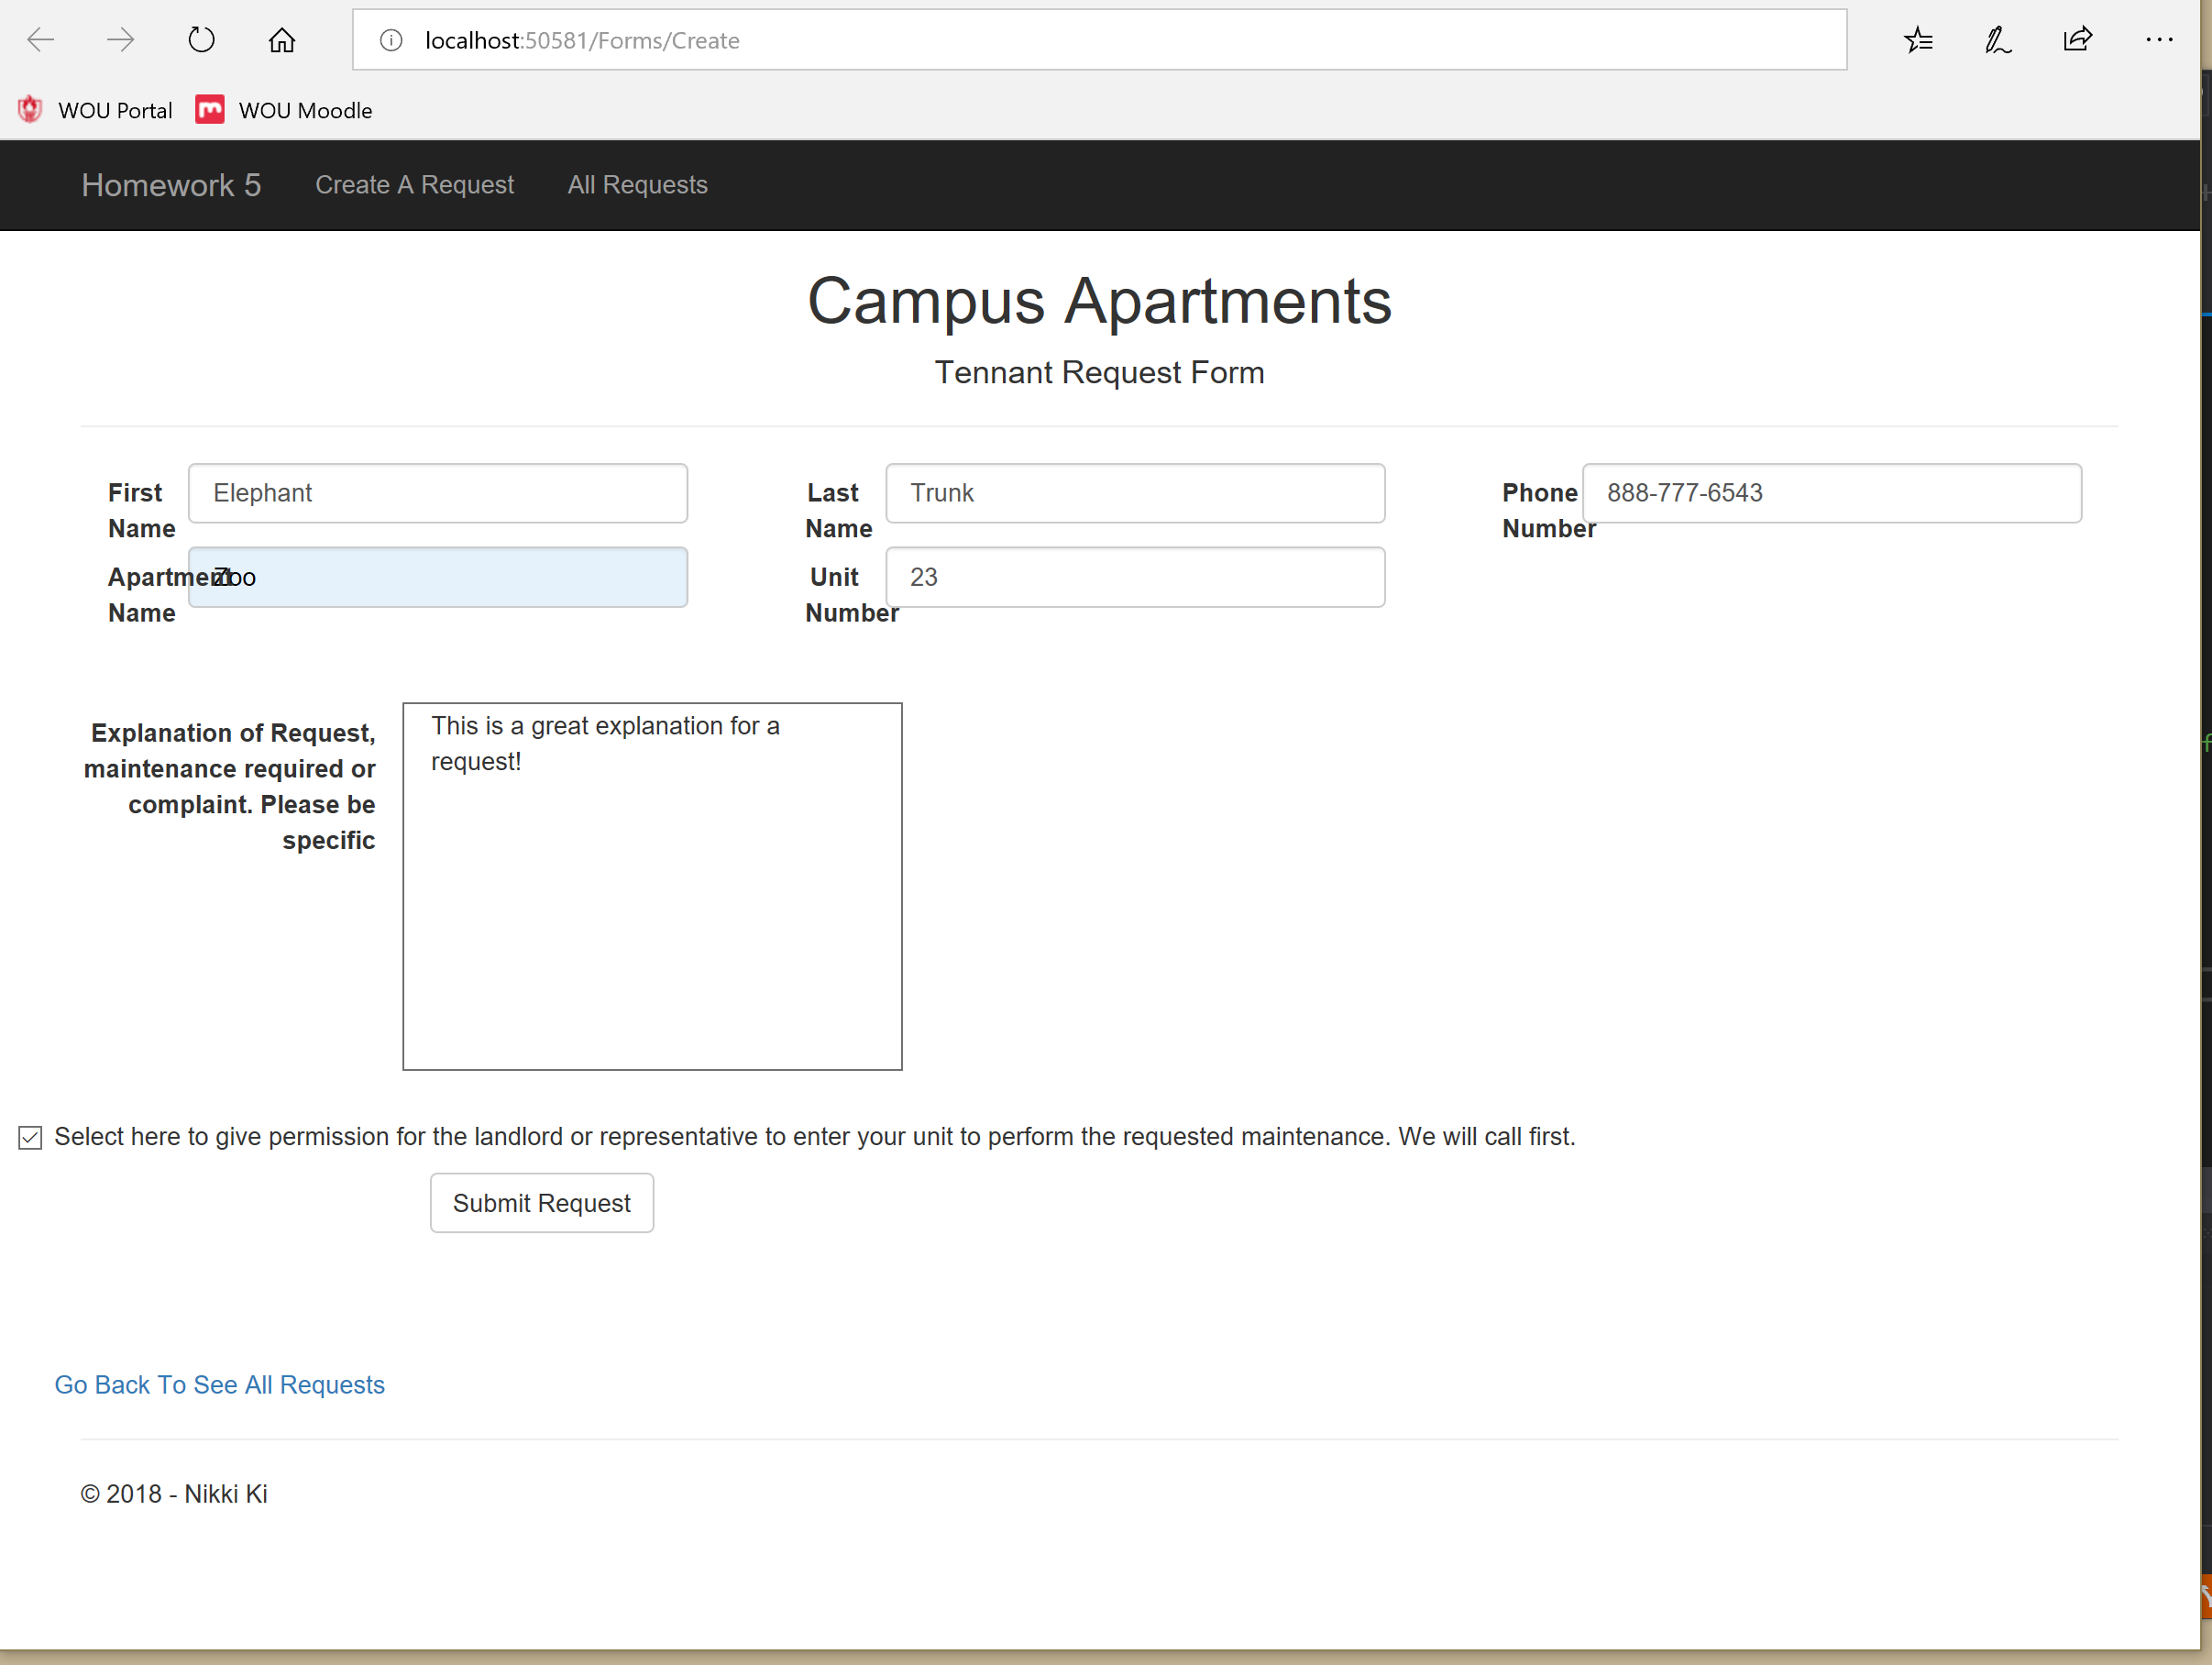 localhost:50581/Forms/Create
WOU Portal WOU Moodle
Homework 5 Create A Request All Requests
Campus Apartments
Tennant Request Form
First Name Elephant
Last Name Trunk
Phone Number 888-777-6543
Apartment Name Zoo
Unit Number 23
Explanation of Request,
maintenance required or
complaint. Please be
specific
This is a great explanation for a
request!
Select here to give permission for the landlord or representative to enter your unit to perform the requested maintenance. We will call first.
Submit Request
Go Back To See All Requests
© 2018 - Nikki Ki